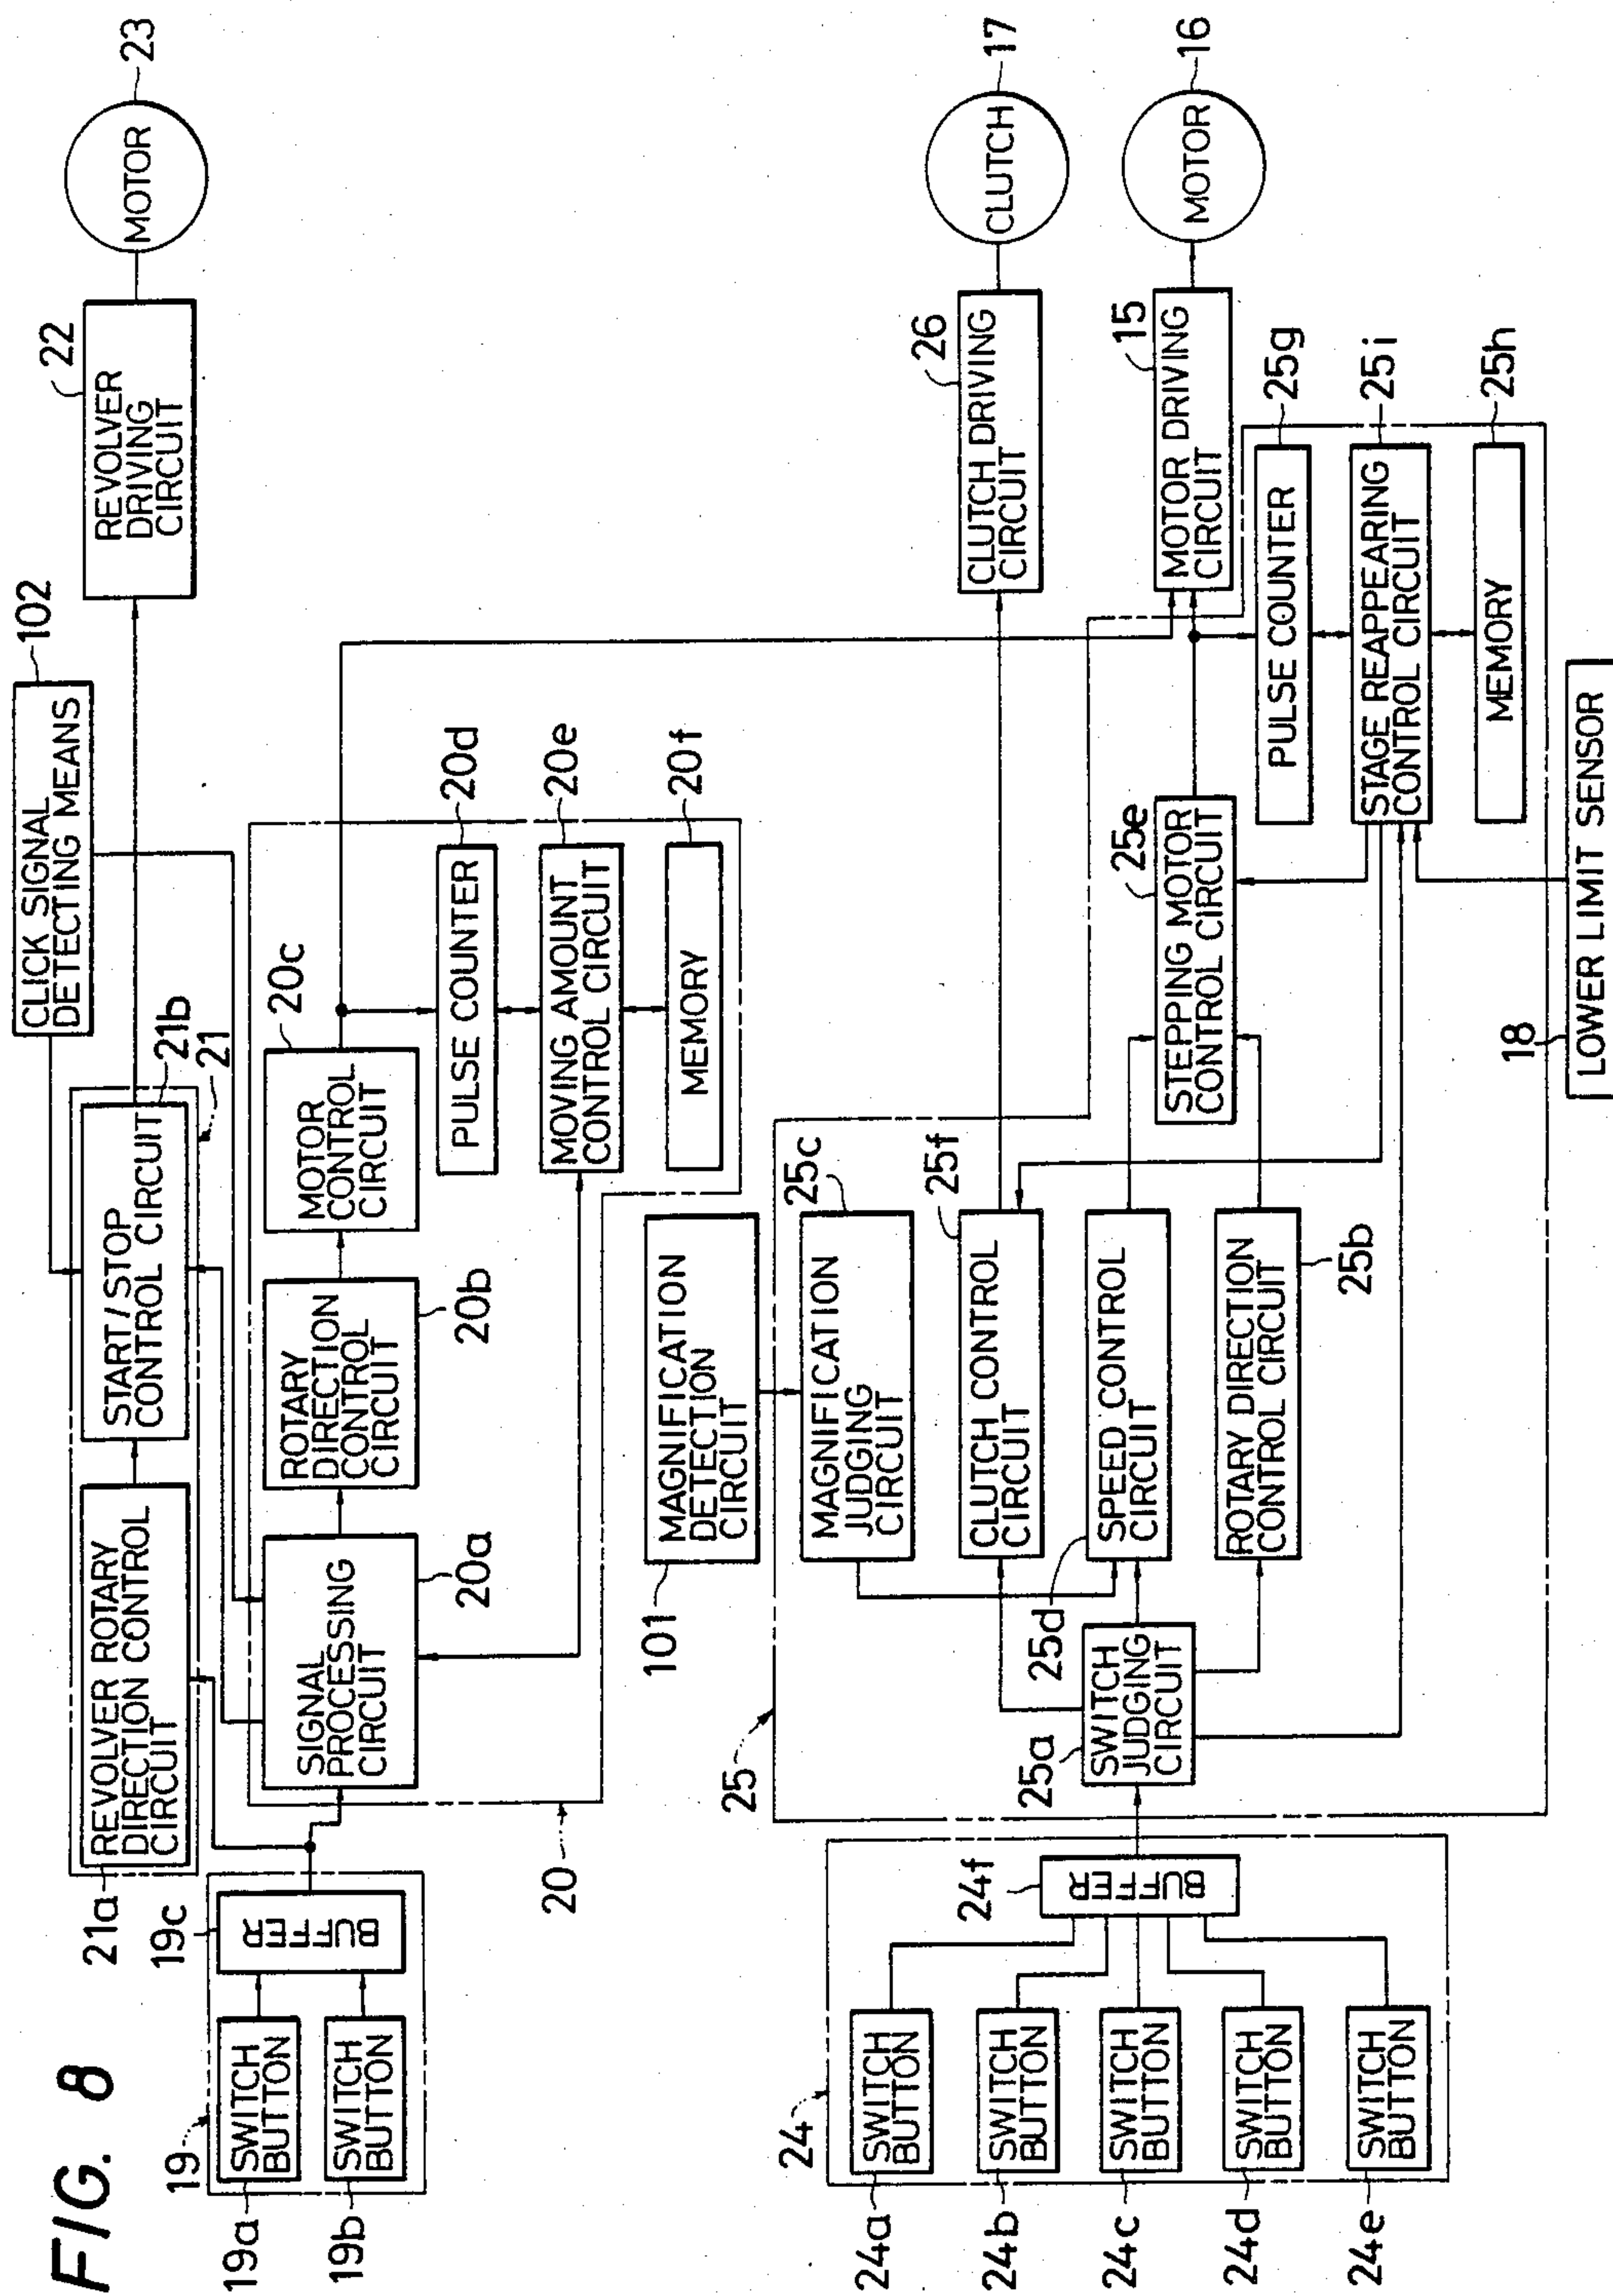 FIG. 8
19
19a
SWITCH
BUTTON
19b
SWITCH
BUTTON
19c
BUFFER
21a
REVOLVER ROTARY
DIRECTION CONTROL
CIRCUIT
START/STOP
CONTROL CIRCUIT
21b
21
CLICK SIGNAL
DETECTING MEANS
102
REVOLVER
DRIVING
CIRCUIT
22
MOTOR
23
20
SIGNAL
PROCESSING
CIRCUIT
20a
ROTARY
DIRECTION
CONTROL
CIRCUIT
20b
MOTOR
CONTROL
CIRCUIT
20c
PULSE COUNTER
20d
MOVING AMOUNT
CONTROL CIRCUIT
20e
MEMORY
20f
101
MAGNIFICATION
DETECTION
CIRCUIT
24
24a
SWITCH
BUTTON
24b
SWITCH
BUTTON
24c
SWITCH
BUTTON
24d
SWITCH
BUTTON
24e
SWITCH
BUTTON
24f
BUFFER
25
25a
SWITCH
JUDGING
CIRCUIT
MAGNIFICATION
JUDGING
CIRCUIT
25c
CLUTCH CONTROL
CIRCUIT
25f
25d
SPEED CONTROL
CIRCUIT
ROTARY DIRECTION
CONTROL CIRCUIT
25b
STEPPING MOTOR
CONTROL CIRCUIT
25e
CLUTCH DRIVING
CIRCUIT
26
CLUTCH
17
MOTOR DRIVING
CIRCUIT
15
MOTOR
16
PULSE COUNTER
25g
STAGE REAPPEARING
CONTROL CIRCUIT
25i
MEMORY
25h
18
LOWER LIMIT SENSOR